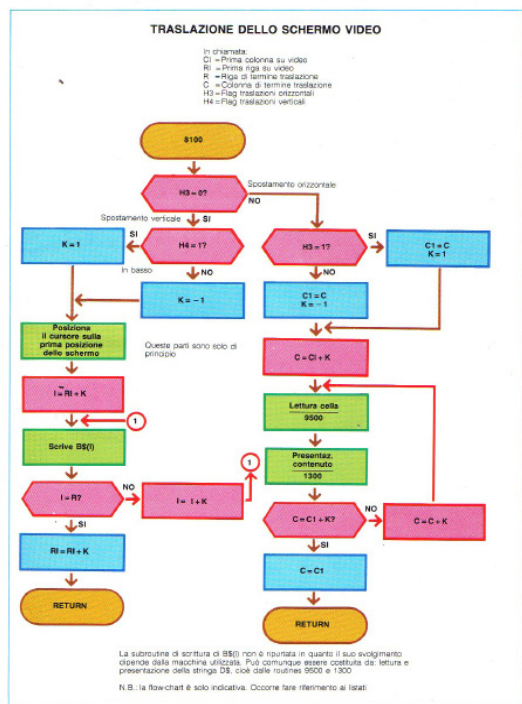 TRASLAZIONE DELLO SCHERMO VIDEO
In chiamata:
CI = Prima colonna su video
RI = Prima riga su video
R = Riga di termine traslazione
C = Colonna di termine traslazione
H3 = Flag traslazioni orizzontali
H4 = Flag traslazioni verticali
8100
H3 = 0?
Spostamento orizzontale
NO
Spostamento verticale
SI
K = 1
SI
H4 = 1?
H3 = 1?
SI
C1 = C
K = 1
In basso
NO
NO
K = – 1
C1 = C
K = – 1
Posiziona
il cursore sulla
prima posizione
dello schermo
Queste parti sono solo di
principio
C = CI + K
I = RI + K
1
Lettura cella
9500
Scrive B$(I)
1
Presentaz.
contenuto
1300
I = R?
NO
I = I + K
C = C1 + K?
NO
C = C + K
SI
SI
RI = RI + K
C = C1
RETURN
RETURN
La subroutine di scrittura di B$(I) non è riportata in quanto il suo svolgimento
dipende dalla macchina utilizzata. Può comunque essere costituita da: lettura e
presentazione della stringa D$, cioè dalle routines 9500 e 1300
N.B.: la flow-chart è solo indicativa. Occorre fare riferimento ai listati